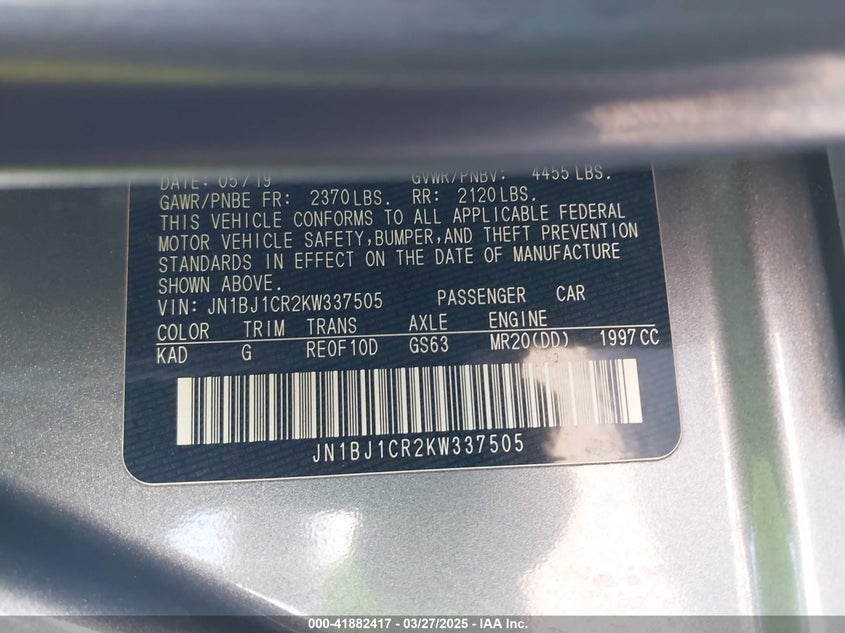 DATE: 05/19 GVWR/PNBV: 4455 LBS.
GAWR/PNBE FR: 2370 LBS. RR: 2120 LBS.
THIS VEHICLE CONFORMS TO ALL APPLICABLE FEDERAL
MOTOR VEHICLE SAFETY, BUMPER, AND THEFT PREVENTION
STANDARDS IN EFFECT ON THE DATE OF MANUFACTURE
SHOWN ABOVE.
VIN: JN1BJ1CR2KW337505 PASSENGER CAR
COLOR TRIM TRANS AXLE ENGINE
KAD G RE0F10D GS63 MR20(DD) 1997 CC
JN1BJ1CR2KW337505
000-41882417 - 03/27/2025 - IAA Inc.